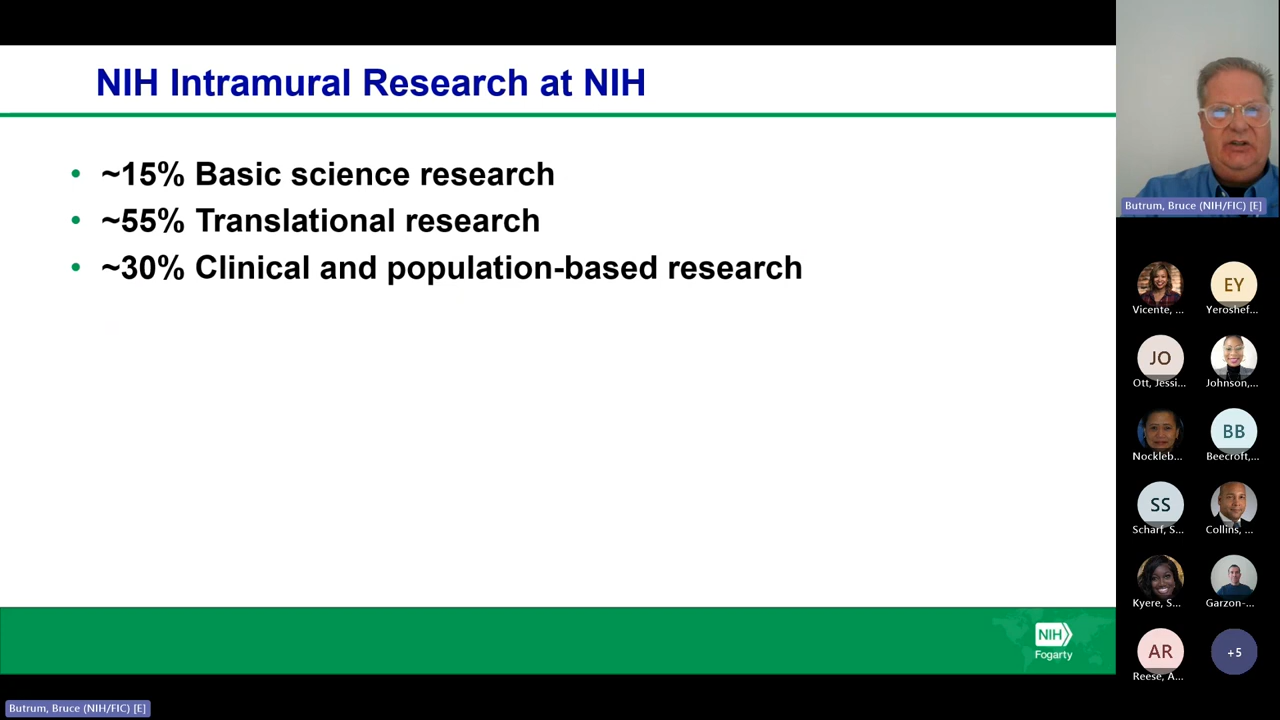 NIH Intramural Research at NIH
• ~15% Basic science research
• ~55% Translational research
• ~30% Clinical and population-based research
NIH
Fogarty
Butrum, Bruce (NIH/FIC) [E]
Butrum, Bruce (NIH/FIC) [E]
EY
Vicente, ...
Yeroshef...
JO
Ott, Jessi...
Johnson,...
BB
Nockleb...
Beecroft,...
SS
Scharf, S...
Collins, ...
Kyere, S...
Garzon-...
AR
+5
Reese, A...